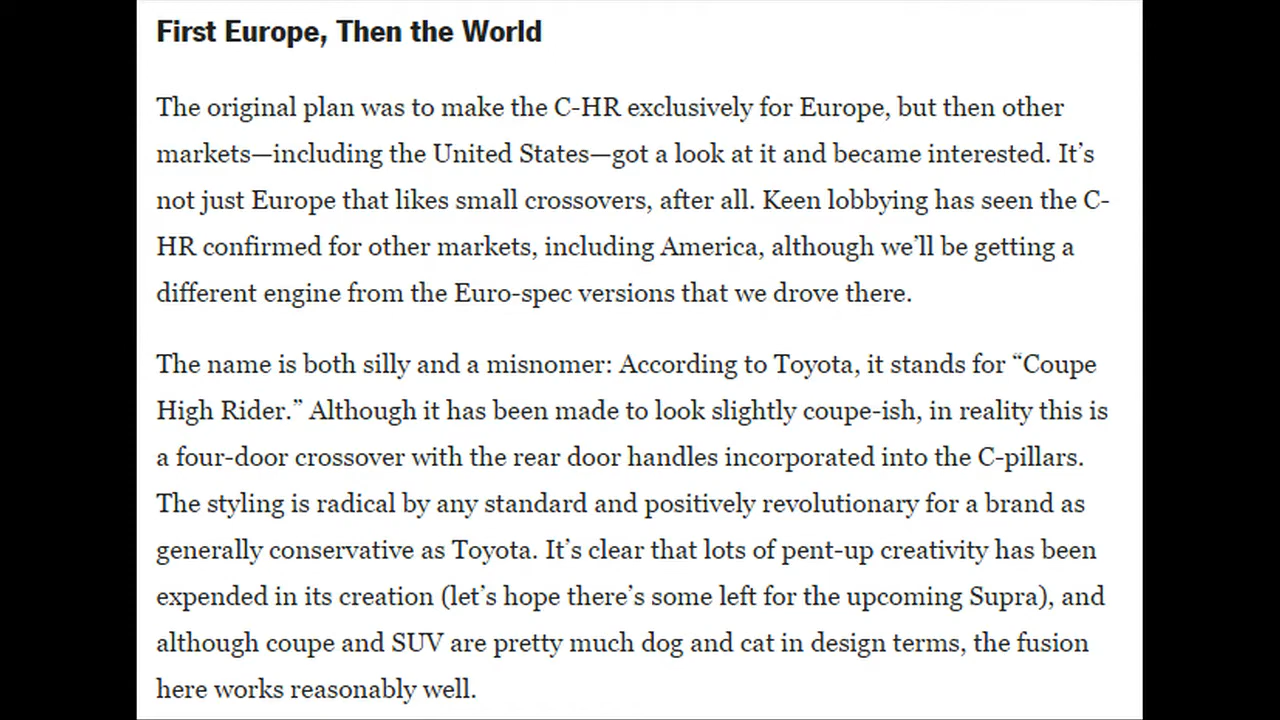 First Europe, Then the World
The original plan was to make the C-HR exclusively for Europe, but then other
markets—including the United States—got a look at it and became interested. It’s
not just Europe that likes small crossovers, after all. Keen lobbying has seen the C-
HR confirmed for other markets, including America, although we’ll be getting a
different engine from the Euro-spec versions that we drove there.
The name is both silly and a misnomer: According to Toyota, it stands for “Coupe
High Rider.” Although it has been made to look slightly coupe-ish, in reality this is
a four-door crossover with the rear door handles incorporated into the C-pillars.
The styling is radical by any standard and positively revolutionary for a brand as
generally conservative as Toyota. It’s clear that lots of pent-up creativity has been
expended in its creation (let’s hope there’s some left for the upcoming Supra), and
although coupe and SUV are pretty much dog and cat in design terms, the fusion
here works reasonably well.